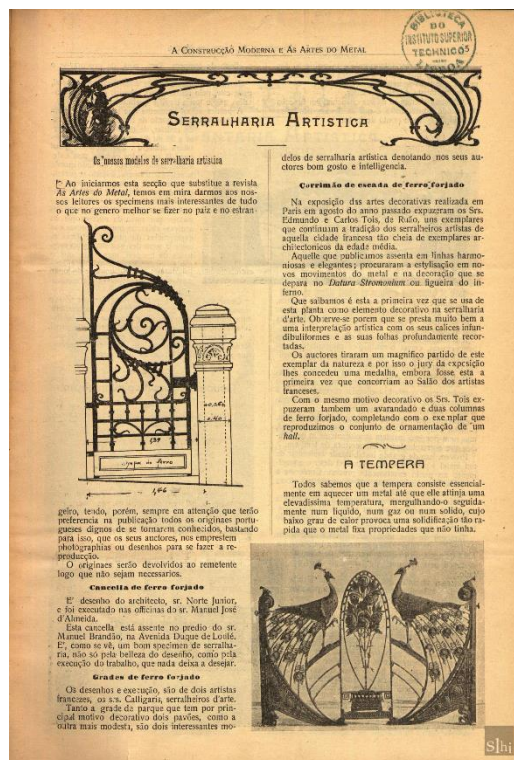 A Construcção Moderna e As Artes do Metal
BIBLIOTECA
DO
INSTITUTO SUPERIOR
TECHNICO
LISBOA
Serralharia Artistica
Os nossos modelos de serralharia artistica
Ao iniciarmos esta secção que substitue a revista
As Artes do Metal, temos em mira darmos aos nos-
sos leitores os specimens mais interessantes de tudo
o que no genero melhor se fizer no paiz e no estran-
chapa de ferro
geiro, tendo, porém, sempre em attenção que terão
preferencia na publicação todos os originaes portu-
guezes dignos de se tornarem conhecidos, bastando
para isso, que os seus auctores, nos emprestem
photographias ou desenhos para se fazer a re-
producção.
O originaes serão devolvidos ao remetente
logo que não sejam necessarios.
Cancella de ferro forjado
E' desenho do architecto, sr. Norte Junior,
e foi executado nas officinas do sr. Manuel José
d'Almeida.
Esta cancella está assente no predio do sr.
Manuel Brandão, na Avenida Duque de Loulé.
E', como se vê, um bom specimen de serralha-
ria, não só pela belleza do desenho, como pela
execução do trabalho, que nada deixa a desejar.
Grades de ferro forjado
Os desenhos e execução, são de dois artistas
francezes, os srs. Calligaris, serralheiros d'arte.
Tanto a grade de parque que tem por prin-
cipal motivo decorativo dois pavões, como a
outra mais modesta, são dois interessantes mo-
delos de serralharia artistica denotando nos seus au-
ctores bom gosto e intelligencia.
Corrimão de escada de ferro forjado
Na exposição das artes decorativas realizada em
Paris em agosto do anno passado expuzeram os Srs.
Edmundo e Carlos Tois, de Ruão, uns exemplares
que continuam a tradição dos serralheiros artistas de
aquella cidade francesa tão cheia de exemplares ar-
chitectonicos da edade média.
Aquelle que publicamos assenta em linhas harmo-
niosas e elegantes; procuraram a estylisação em no-
vos movimentos do metal e na decoração que se
depara no Datura Stromonium ou figueira do in-
ferno.
Que saibamos é esta a primeira vez que se usa de
esta planta como elemento decorativo na serralharia
d'arte. Observe-se porem que se presta muito bem a
uma interpretação artistica com os seus calices infun-
dibuliformes e as suas folhas profundamente recor-
tadas.
Os auctores tiraram um magnifico partido de este
exemplar da natureza e por isso o jury da exposição
lhes concedeu uma medalha, embora fosse esta a
primeira vez que concorriam ao Salão dos artistas
franceses.
Com o mesmo motivo decorativo os Srs. Tois ex-
puzeram tambem um avarandado e duas columnas
de ferro forjado, completando com o exemplar que
reproduzimos o conjunto de ornamentação de um
hall.
A TEMPERA
Todos sabemos que a tempera consiste essencial-
mente em aquecer um metal até que elle attinja uma
elevadissima temperatura, mergulhando-o seguida-
mente num liquido, num gaz ou num solido, cujo
baixo grau de calor provoca uma solidificação tão ra-
pida que o metal fixa propriedades que não tinha.
s|hi